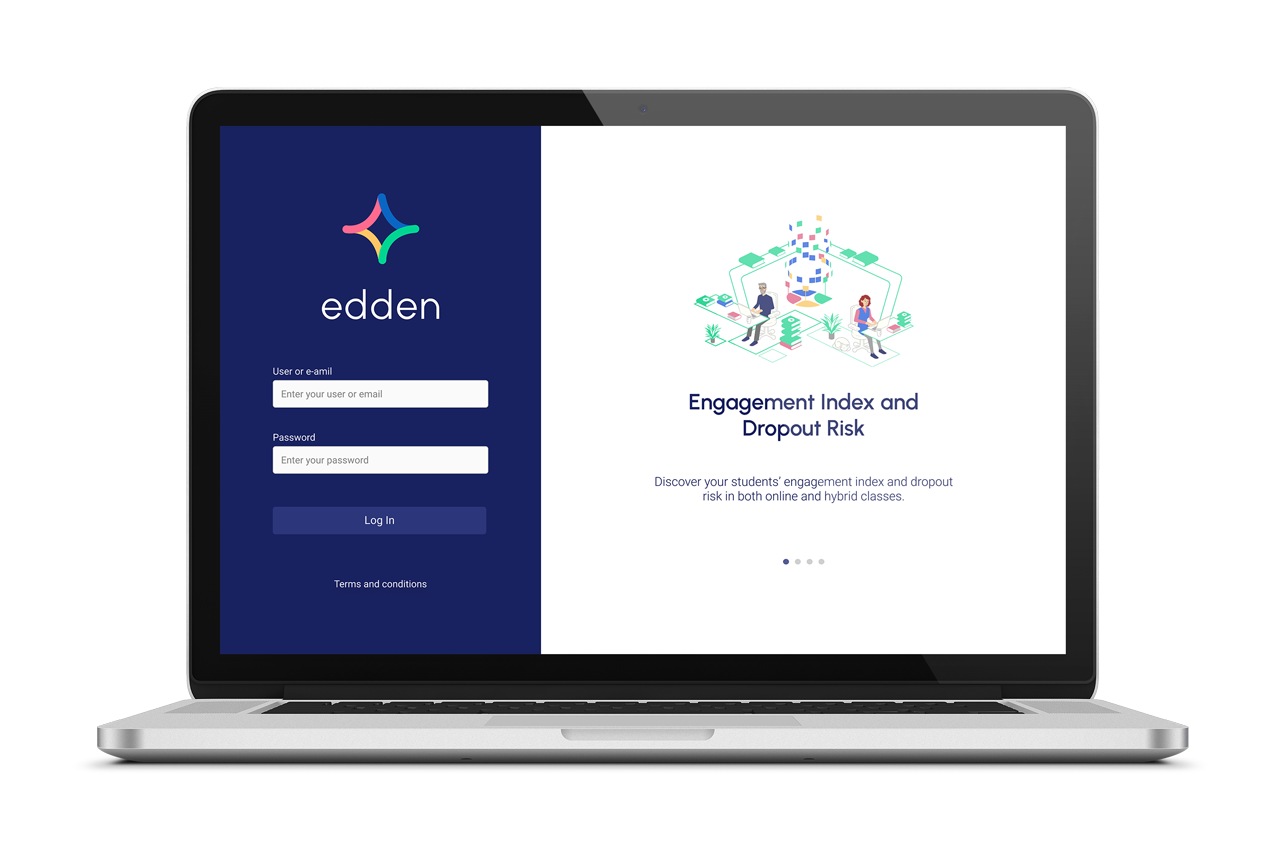 edden
User or e-amil
Enter your user or email
Password
Enter your password
Log In
Terms and conditions
Engagement Index and
Dropout Risk
Discover your students’ engagement index and dropout
risk in both online and hybrid classes.